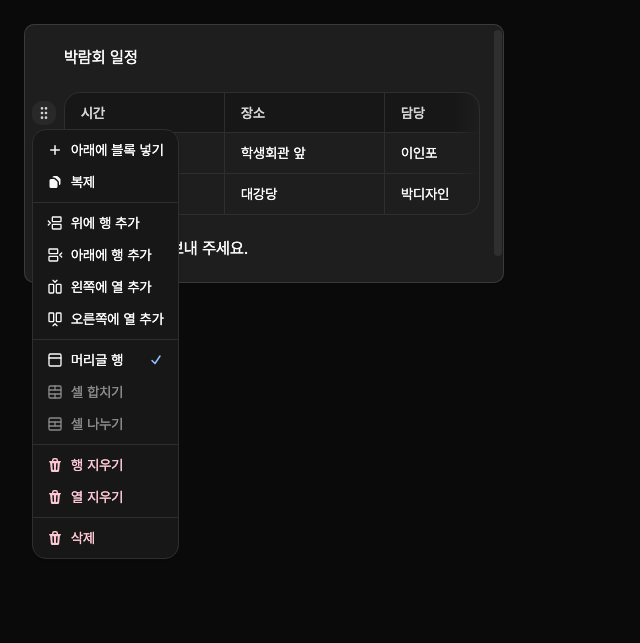 박람회 일정
시간 장소 담당
학생회관 앞 이인포
대강당 박디자인
내 주세요.
아래에 블록 넣기
복제
위에 행 추가
아래에 행 추가
왼쪽에 열 추가
오른쪽에 열 추가
머리글 행
셀 합치기
셀 나누기
행 지우기
열 지우기
삭제